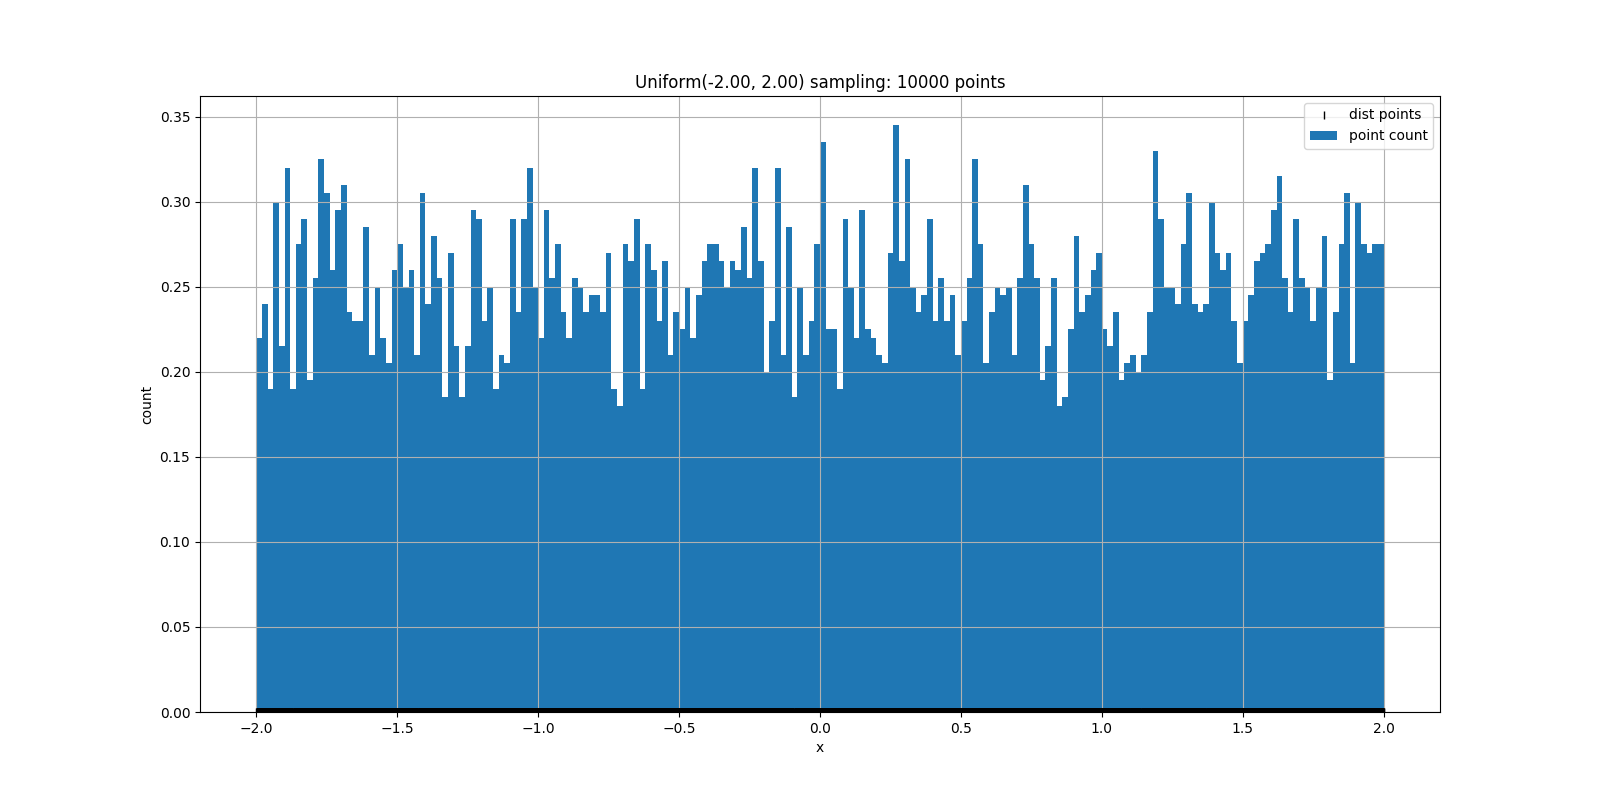 Uniform(-2.00, 2.00) sampling: 10000 points
dist points
point count
0.35
0.30
0.25
0.20
0.15
0.10
0.05
0.00
count
−2.0 −1.5 −1.0 −0.5 0.0 0.5 1.0 1.5 2.0
x